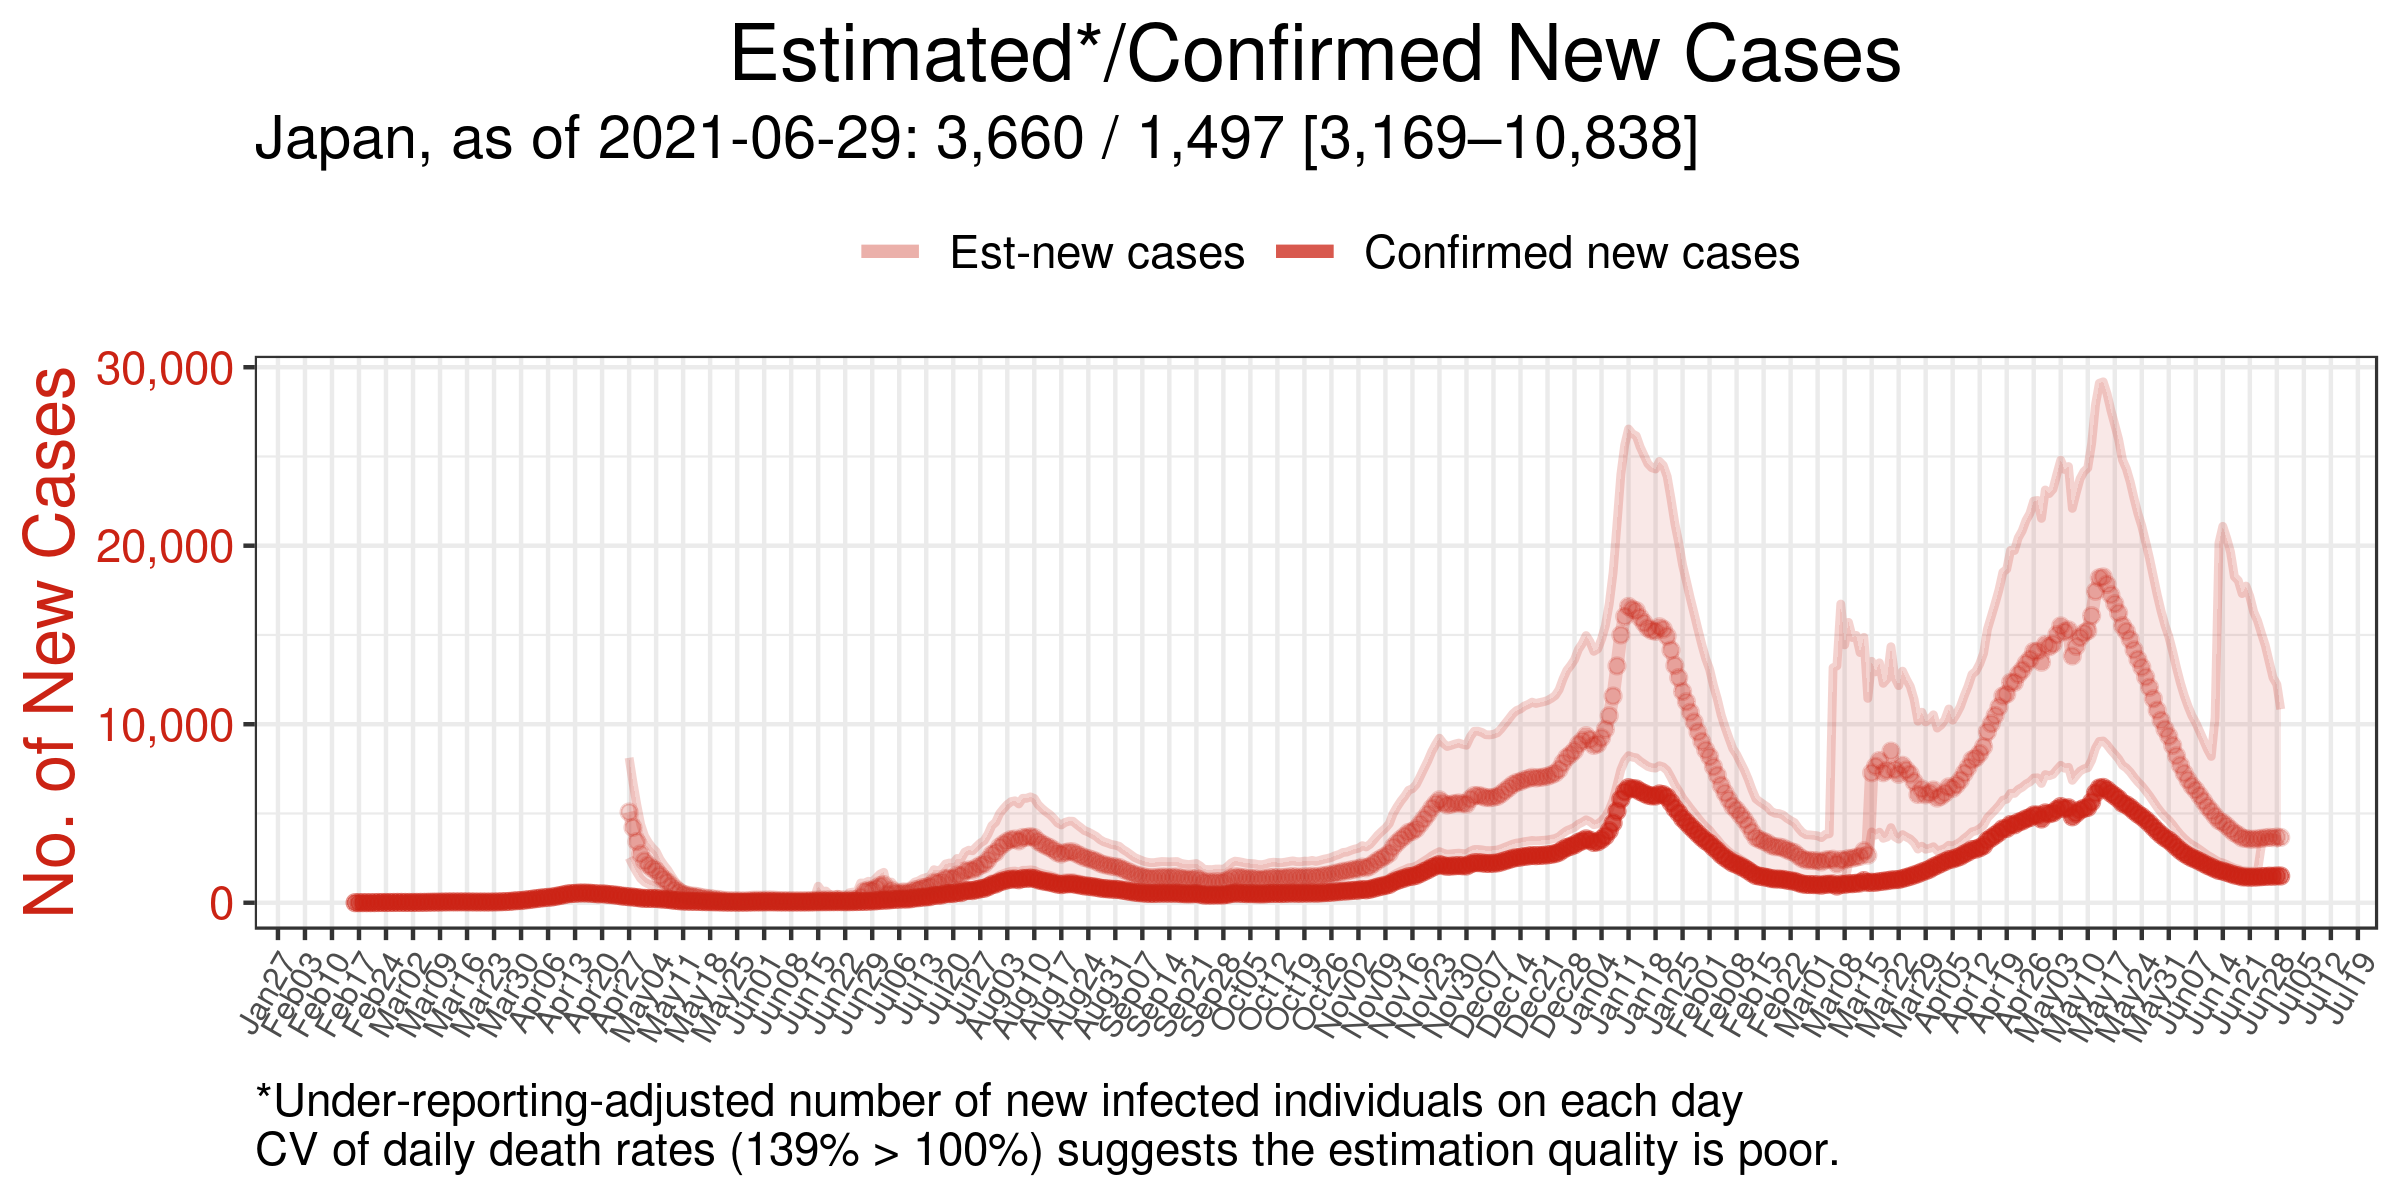 Estimated*/Confirmed New Cases
Japan, as of 2021-06-29: 3,660 / 1,497 [3,169–10,838]
Est-new cases Confirmed new cases
No. of New Cases
30,000
20,000
10,000
0
Jan27 Feb03 Feb10 Feb17 Feb24 Mar02 Mar09 Mar16 Mar23 Mar30 Apr06 Apr13 Apr20 Apr27 May04 May11 May18 May25 Jun01 Jun08 Jun15 Jun22 Jun29 Jul06 Jul13 Jul20 Jul27 Aug03 Aug10 Aug17 Aug24 Aug31 Sep07 Sep14 Sep21 Sep28 Oct05 Oct12 Oct19 Oct26 Nov02 Nov09 Nov16 Nov23 Nov30 Dec07 Dec14 Dec21 Dec28 Jan04 Jan11 Jan18 Jan25 Feb01 Feb08 Feb15 Feb22 Mar01 Mar08 Mar15 Mar22 Mar29 Apr05 Apr12 Apr19 Apr26 May03 May10 May17 May24 May31 Jun07 Jun14 Jun21 Jun28 Jul05 Jul12 Jul19
*Under-reporting-adjusted number of new infected individuals on each day
CV of daily death rates (139% > 100%) suggests the estimation quality is poor.